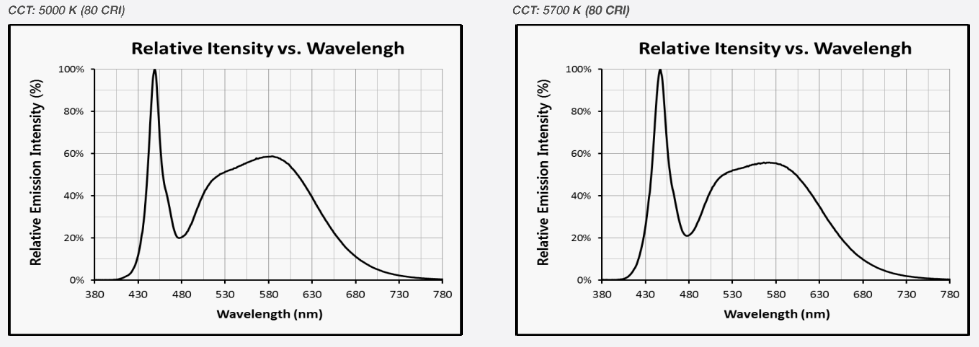 CCT: 5000 K (80 CRI)
Relative Itensity vs. Wavelengh
Relative Emission Intensity (%)
100%
80%
60%
40%
20%
0%
380 430 480 530 580 630 680 730 780
Wavelength (nm)
CCT: 5700 K (80 CRI)
Relative Itensity vs. Wavelengh
Relative Emission Intensity (%)
100%
80%
60%
40%
20%
0%
380 430 480 530 580 630 680 730 780
Wavelength (nm)